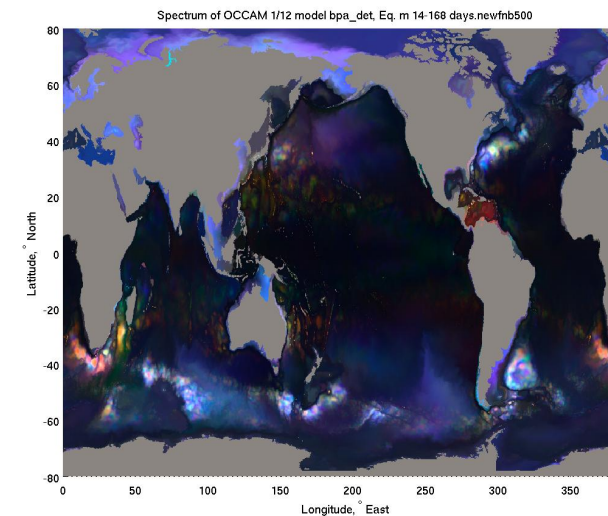 Spectrum of OCCAM 1/12 model bpa_det, Eq. m 14-168 days.newfnb500
80
60
40
20
0
-20
-40
-60
-80
Latitude, ° North
0 50 100 150 200 250 300 350
Longitude, ° East